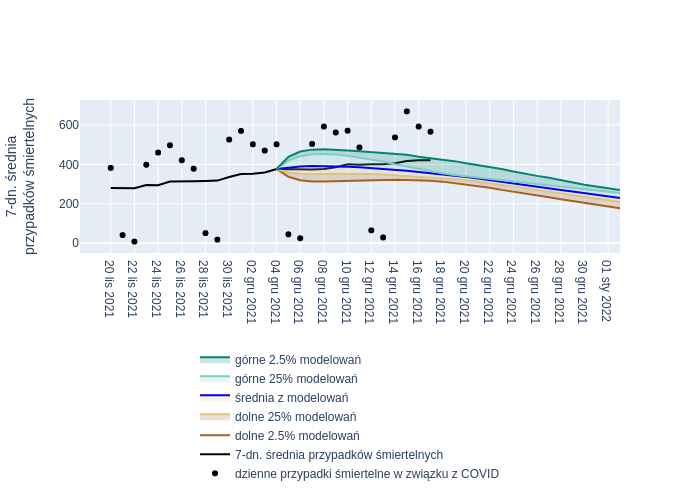 7-dn. średnia
przypadków śmiertelnych
600
400
200
0
20 lis 2021
22 lis 2021
24 lis 2021
26 lis 2021
28 lis 2021
30 lis 2021
02 gru 2021
04 gru 2021
06 gru 2021
08 gru 2021
10 gru 2021
12 gru 2021
14 gru 2021
16 gru 2021
18 gru 2021
20 gru 2021
22 gru 2021
24 gru 2021
26 gru 2021
28 gru 2021
30 gru 2021
01 sty 2022
górne 2.5% modelowań
górne 25% modelowań
średnia z modelowań
dolne 25% modelowań
dolne 2.5% modelowań
7-dn. średnia przypadków śmiertelnych
dzienne przypadki śmiertelne w związku z COVID